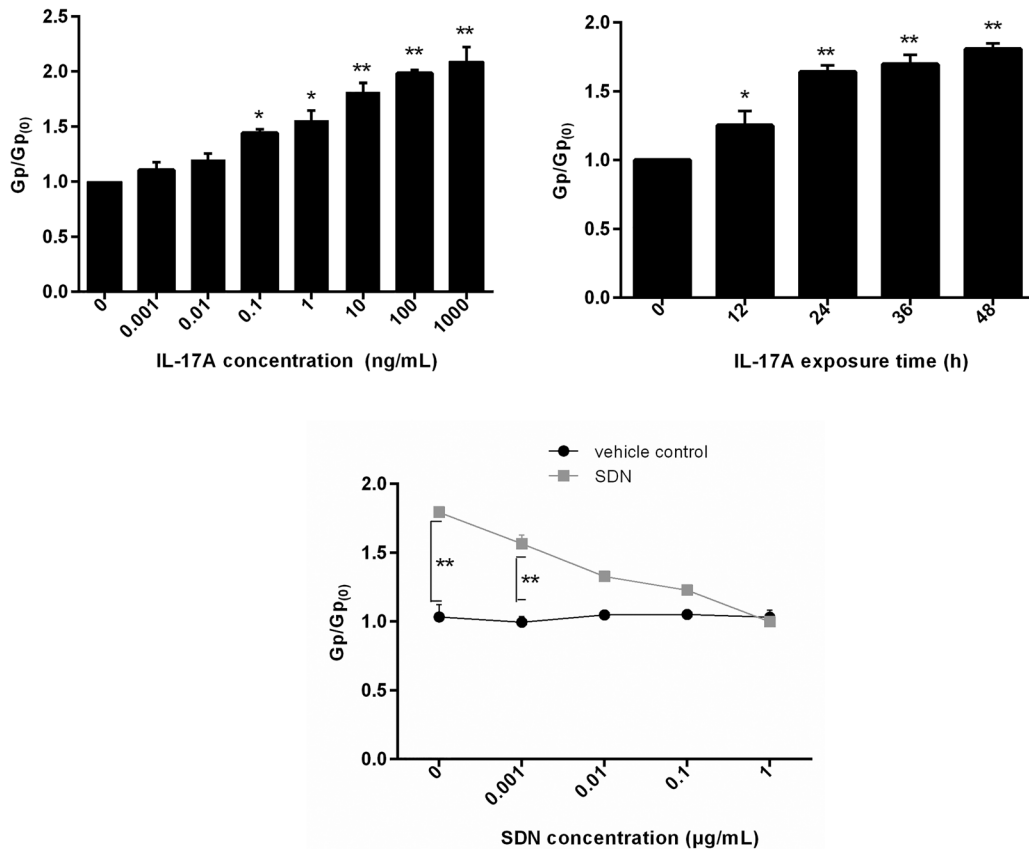 2.5
2.0
1.5
1.0
0.5
0.0
Gp/Gp(0)
* * ** ** **
0 0.001 0.01 0.1 1 10 100 1000
IL-17A concentration (ng/mL)
2.0
1.5
1.0
0.5
0.0
Gp/Gp(0)
* ** ** **
0 12 24 36 48
IL-17A exposure time (h)
vehicle control
SDN
2.0
1.5
1.0
0.5
0.0
Gp/Gp(0)
** **
0 0.001 0.01 0.1 1
SDN concentration (µg/mL)